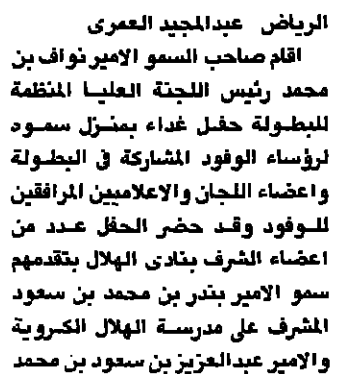 الرياض عبدالمجيد العمرى
اقام صاحب السمو الامير نواف بن
محمد رئيس اللجنة العليا المنظمة
للبطولة حفل غداء بمنزل سموه
لرؤساء الوفود المشاركة في البطولة
واعضاء اللجان والاعلاميين المرافقين
للوفود وقد حضر الحفل عدد من
اعضاء الشرف بنادى الهلال يتقدمهم
سمو الامير بندر بن محمد بن سعود
المشرف على مدرسة الهلال الكروية
والامير عبدالعزيز بن سعود بن محمد